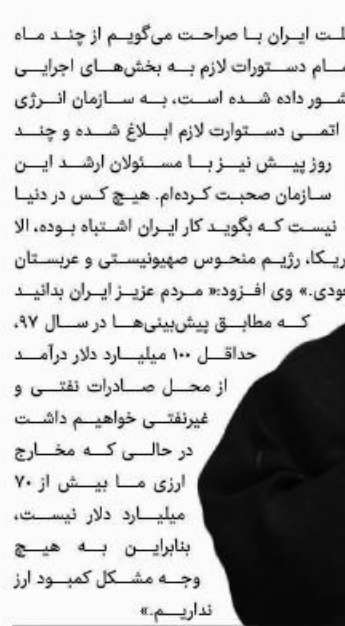 ایران با صراحت می‌گویم از چند ماه
دستورات لازم به بخش‌های اجرایی
داده شده است، به سازمان انرژی
اتمی دستوارت لازم ابلاغ شده و چند
روز پیش نیز با مسئولان ارشد این
سازمان صحبت کرده‌ام. هیچ کس در دنیا
نیست که بگوید کار ایران اشتباه بوده، الا
رژیم منحوس صهیونیستی و عربستان
وی افزود:« مردم عزیز ایران بدانید
که مطابق پیش‌بینی‌ها در سال ۹۷،
حداقل ۱۰۰ میلیارد دلار درآمد
از محل صادرات نفتی و
غیرنفتی خواهیم داشت
در حالی که مخارج
ارزی ما بیش از ۷۰
میلیارد دلار نیست،
بنابراین به هیچ
وجه مشکل کمبود ارز
نداریم.»